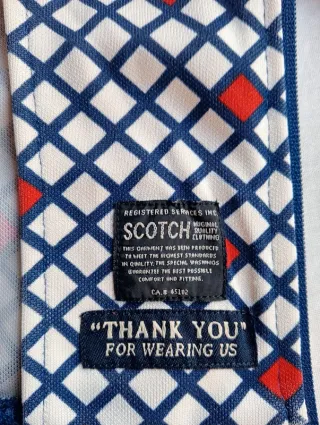 REGISTERED SERVICES INC.
SCOTCH ORIGINAL
QUALITY
CLOTHING
THIS GARMENT HAS BEEN PRODUCED
TO MEET THE HIGHEST STANDARDS
IN QUALITY. THE SPECIAL WASHINGS
GUARANTEE THE BEST POSSIBLE
COMFORT AND FITTING.
CA.# 45102
"THANK YOU"
FOR WEARING US